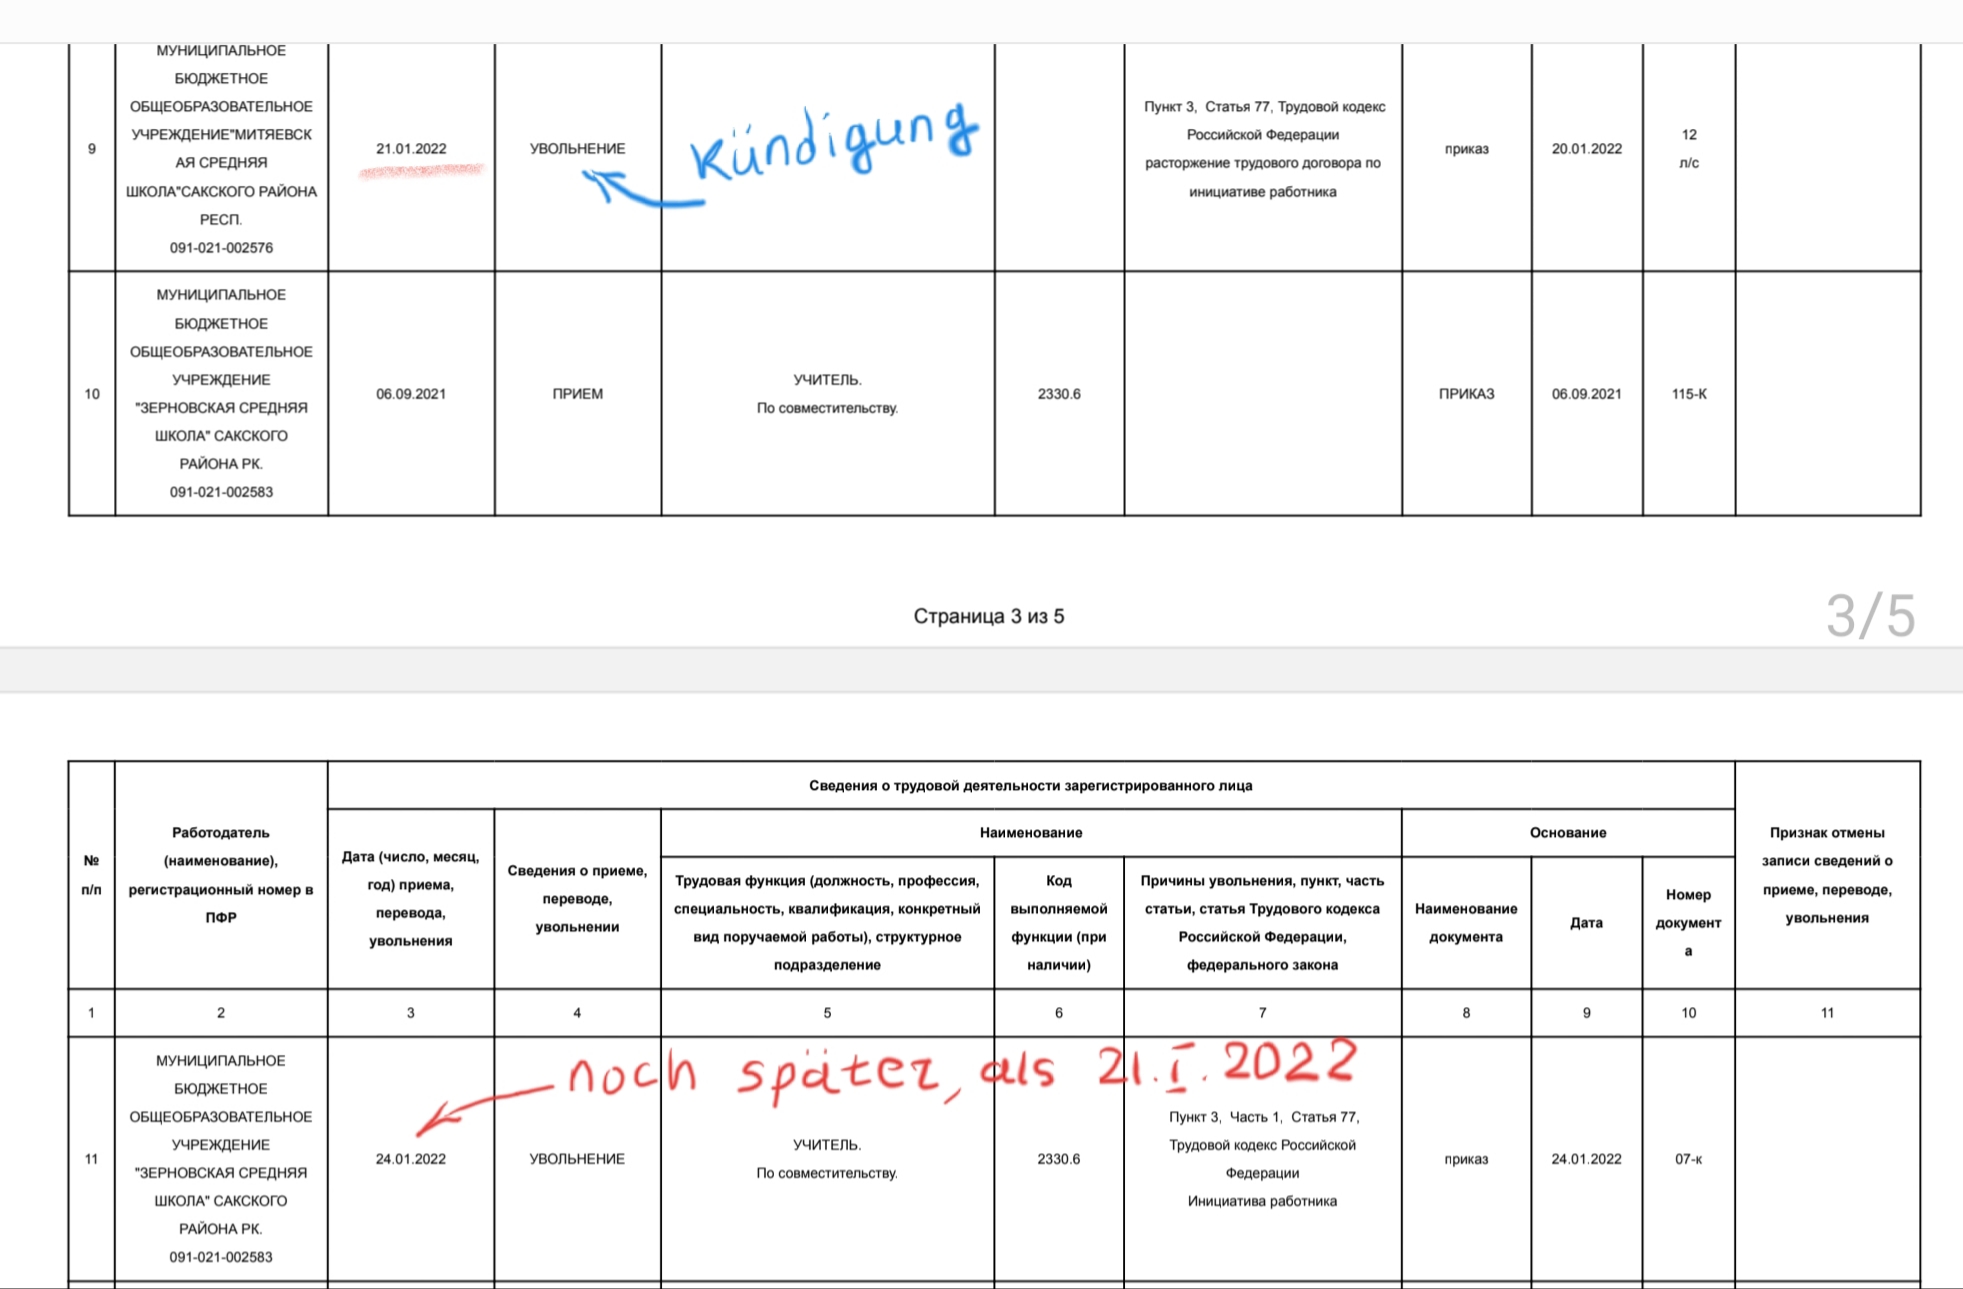 МУНИЦИПАЛЬНОЕ
БЮДЖЕТНОЕ
ОБЩЕОБРАЗОВАТЕЛЬНОЕ
УЧРЕЖДЕНИЕ"МИТЯЕВСК
АЯ СРЕДНЯЯ
ШКОЛА"САКСКОГО РАЙОНА
РЕСП.
091-021-002576
9
21.01.2022
УВОЛЬНЕНИЕ
Kündigung
Пункт 3, Статья 77, Трудовой кодекс
Российской Федерации
расторжение трудового договора по
инициативе работника
приказ
20.01.2022
12
л/с
10
МУНИЦИПАЛЬНОЕ
БЮДЖЕТНОЕ
ОБЩЕОБРАЗОВАТЕЛЬНОЕ
УЧРЕЖДЕНИЕ
"ЗЕРНОВСКАЯ СРЕДНЯЯ
ШКОЛА" САКСКОГО
РАЙОНА РК.
091-021-002583
06.09.2021
ПРИЕМ
УЧИТЕЛЬ.
По совместительству.
2330.6
ПРИКАЗ
06.09.2021
115-К
Страница 3 из 5
3/5
№
п/п
Работодатель
(наименование),
регистрационный номер в
ПФР
Сведения о трудовой деятельности зарегистрированного лица
Дата (число, месяц,
год) приема,
перевода,
увольнения
Сведения о приеме,
переводе,
увольнении
Наименование
Трудовая функция (должность, профессия,
специальность, квалификация, конкретный
вид поручаемой работы), структурное
подразделение
Код
выполняемой
функции (при
наличии)
Причины увольнения, пункт, часть
статьи, статья Трудового кодекса
Российской Федерации,
федерального закона
Основание
Наименование
документа
Дата
Номер
документ
а
Признак отмены
записи сведений о
приеме, переводе,
увольнения
1
2
3
4
5
6
7
8
9
10
11
noch später, als 21.I.2022
11
МУНИЦИПАЛЬНОЕ
БЮДЖЕТНОЕ
ОБЩЕОБРАЗОВАТЕЛЬНОЕ
УЧРЕЖДЕНИЕ
"ЗЕРНОВСКАЯ СРЕДНЯЯ
ШКОЛА" САКСКОГО
РАЙОНА РК.
091-021-002583
24.01.2022
УВОЛЬНЕНИЕ
УЧИТЕЛЬ.
По совместительству.
2330.6
Пункт 3, Часть 1, Статья 77,
Трудовой кодекс Российской
Федерации
Инициатива работника
приказ
24.01.2022
07-к